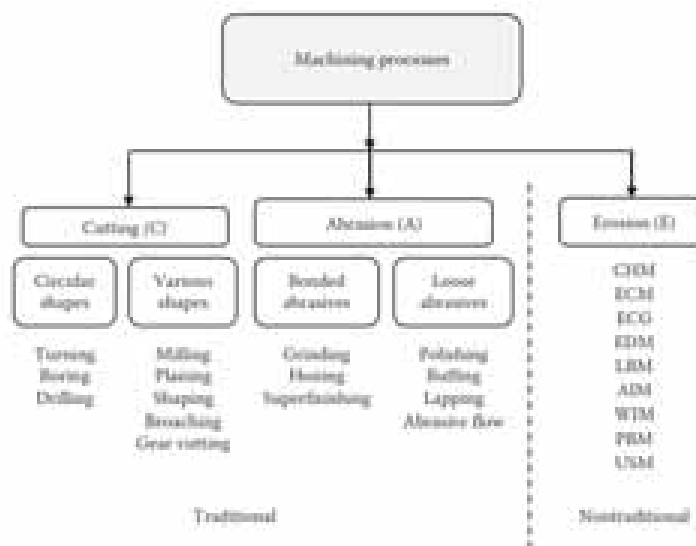 Machining processes
Cutting (C)
Abrasion (A)
Erosion (E)
Circular
shapes
Various
shapes
Bonded
abrasives
Loose
abrasives
Turning
Boring
Drilling
Milling
Planing
Shaping
Broaching
Gear cutting
Grinding
Honing
Superfinishing
Polishing
Buffing
Lapping
Abrasive flow
CHM
ECM
ECG
EDM
LBM
AJM
WJM
PBM
USM
Traditional
Nontraditional